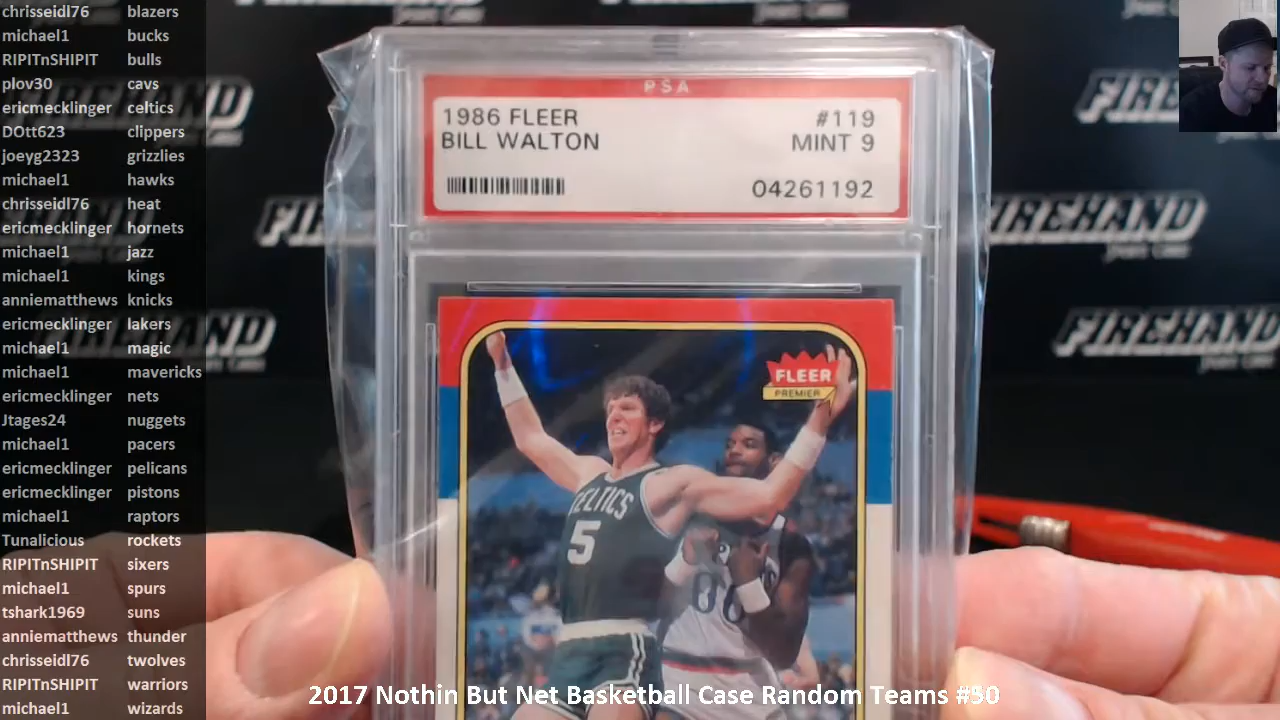 chrisseidl76 blazers
michael1 bucks
RIPITnSHIPIT bulls
plov30 cavs
ericmecklinger celtics
DOtt623 clippers
joeyg2323 grizzlies
michael1 hawks
chrisseidl76 heat
ericmecklinger hornets
michael1 jazz
michael1 kings
anniematthews knicks
ericmecklinger lakers
michael1 magic
michael1 mavericks
ericmecklinger nets
Jtages24 nuggets
michael1 pacers
ericmecklinger pelicans
ericmecklinger pistons
michael1 raptors
Tunalicious rockets
RIPITnSHIPIT sixers
michael1 spurs
tshark1969 suns
anniematthews thunder
chrisseidl76 twolves
RIPITnSHIPIT warriors
michael1 wizards
PSA
1986 FLEER #119
BILL WALTON MINT 9
04261192
FLEER
PREMIER
CELTICS
5
FIREHAND
FIREHAND
2017 Nothin But Net Basketball Case Random Teams